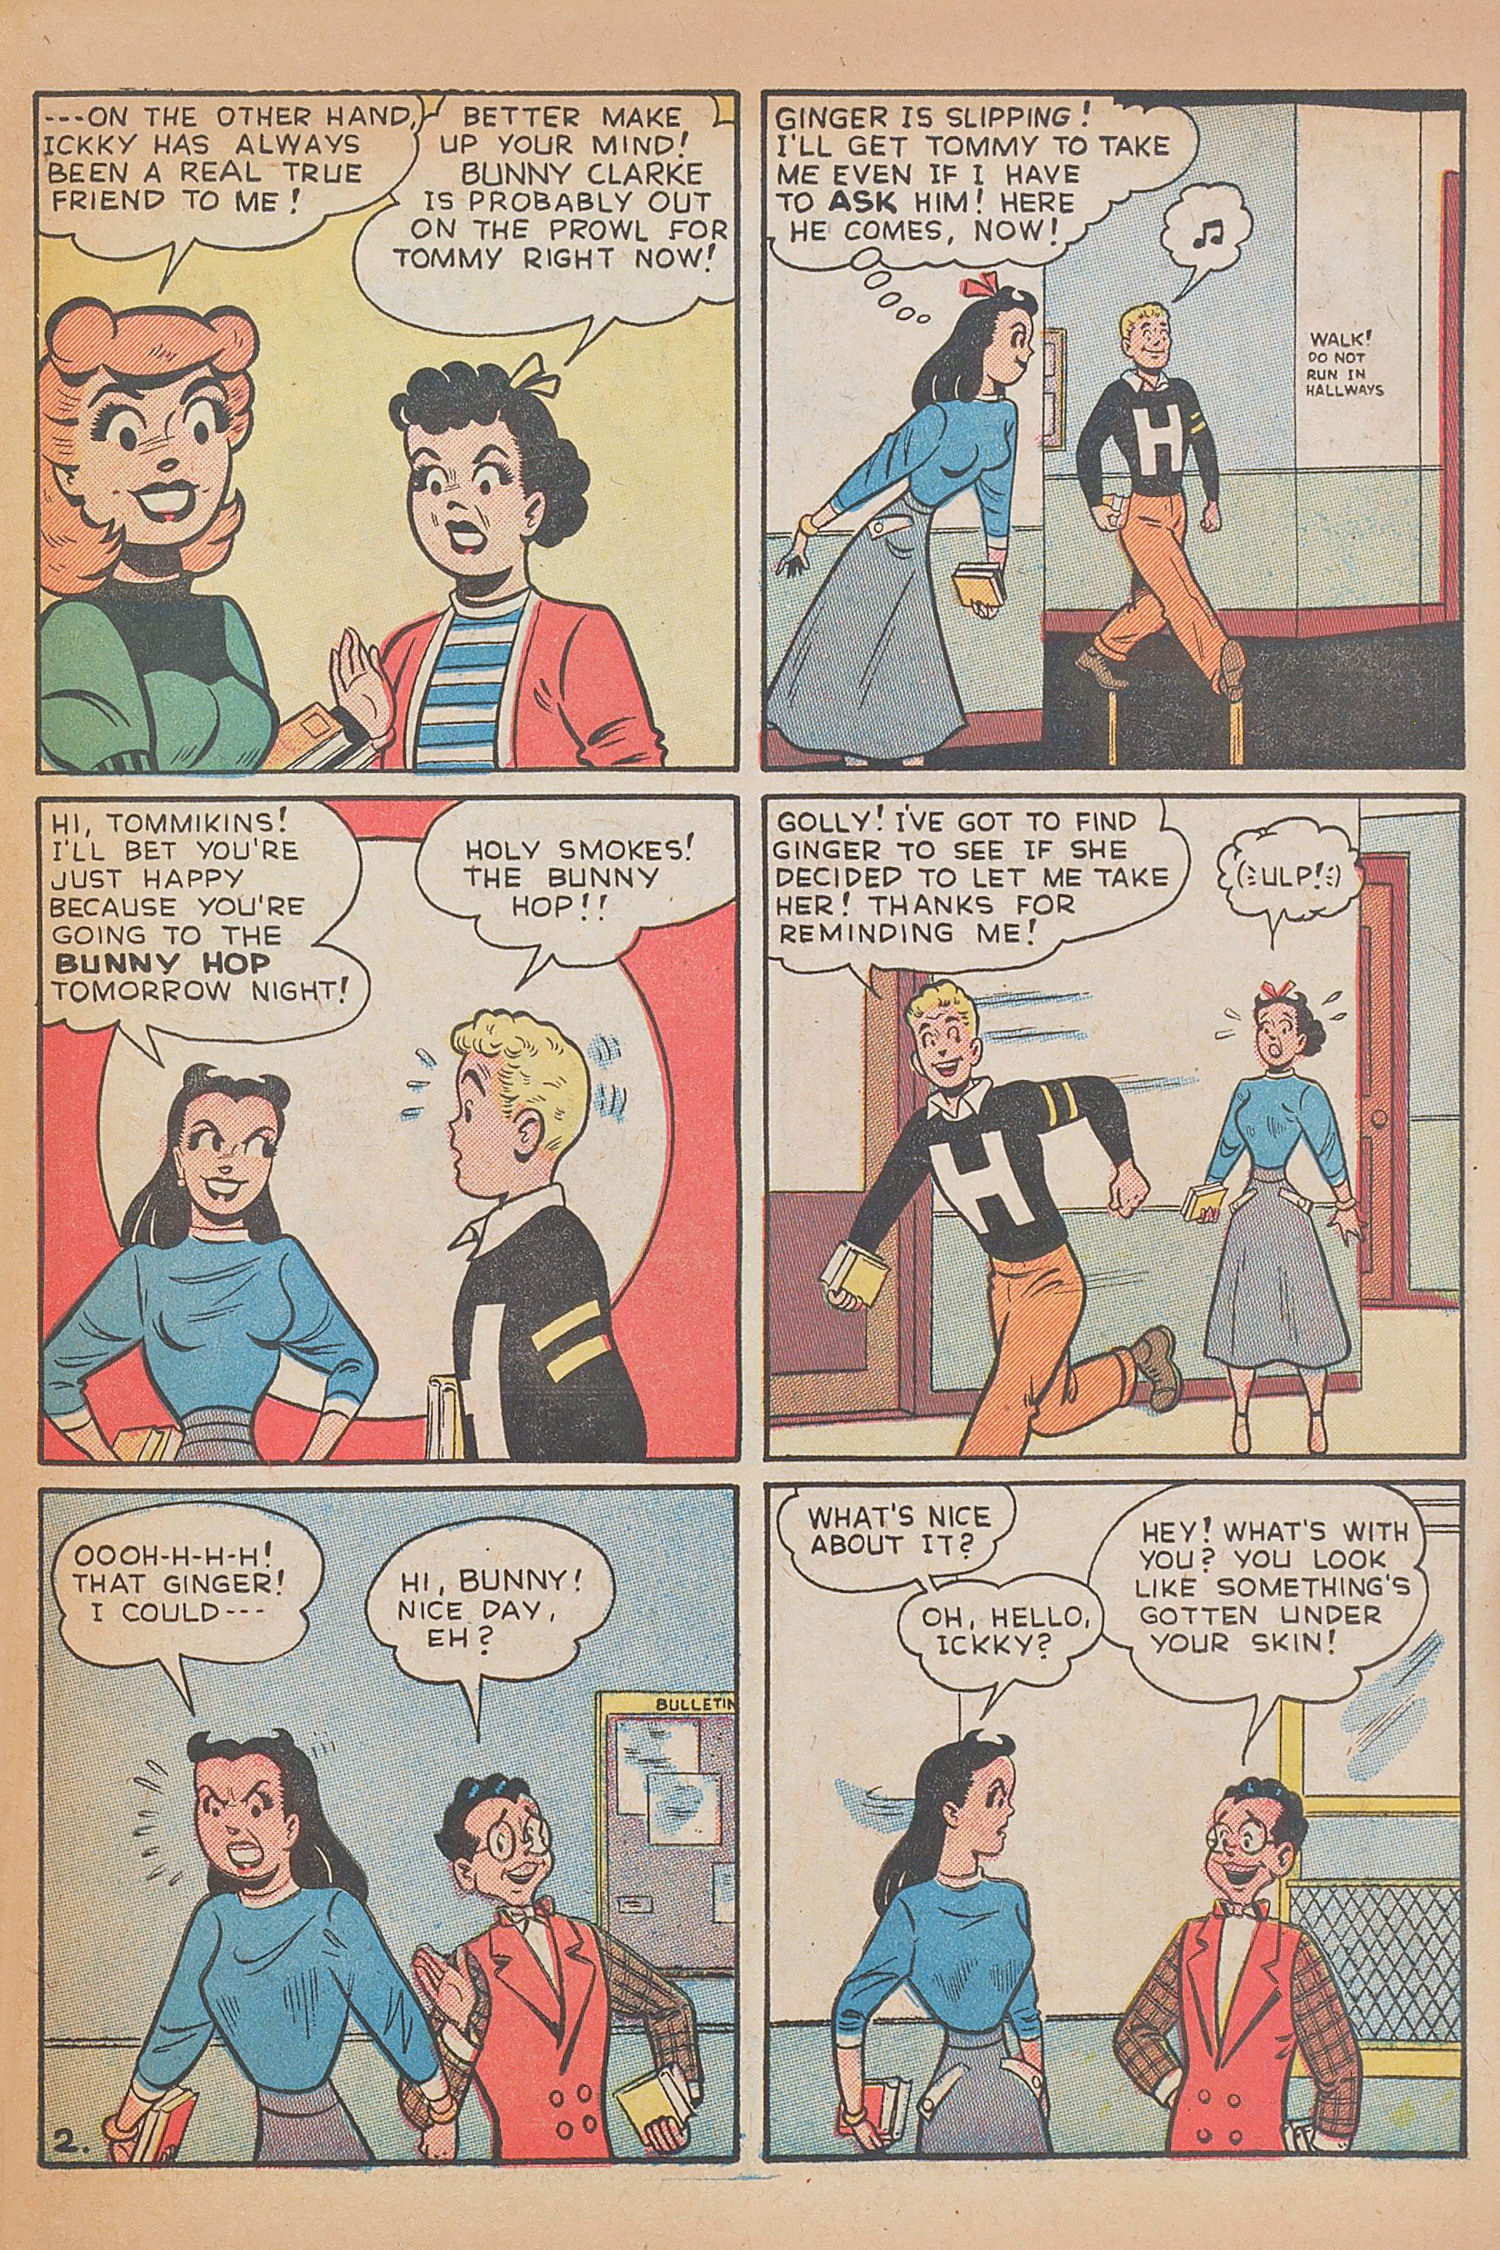 ---ON THE OTHER HAND,
ICKKY HAS ALWAYS
BEEN A REAL TRUE
FRIEND TO ME!
BETTER MAKE
UP YOUR MIND!
BUNNY CLARKE
IS PROBABLY OUT
ON THE PROWL FOR
TOMMY RIGHT NOW!
GINGER IS SLIPPING!
I'LL GET TOMMY TO TAKE
ME EVEN IF I HAVE
TO ASK HIM! HERE
HE COMES, NOW!
WALK!
DO NOT
RUN IN
HALLWAYS
HI, TOMMIKINS!
I'LL BET YOU'RE
JUST HAPPY
BECAUSE YOU'RE
GOING TO THE
BUNNY HOP
TOMORROW NIGHT!
HOLY SMOKES!
THE BUNNY
HOP!!
H
GOLLY! I'VE GOT TO FIND
GINGER TO SEE IF SHE
DECIDED TO LET ME TAKE
HER! THANKS FOR
REMINDING ME!
(ULP!)
H
OOOH-H-H-H!
THAT GINGER!
I COULD---
HI, BUNNY!
NICE DAY,
EH?
BULLETIN
2.
WHAT'S NICE
ABOUT IT?
OH, HELLO,
ICKKY?
HEY! WHAT'S WITH
YOU? YOU LOOK
LIKE SOMETHING'S
GOTTEN UNDER
YOUR SKIN!